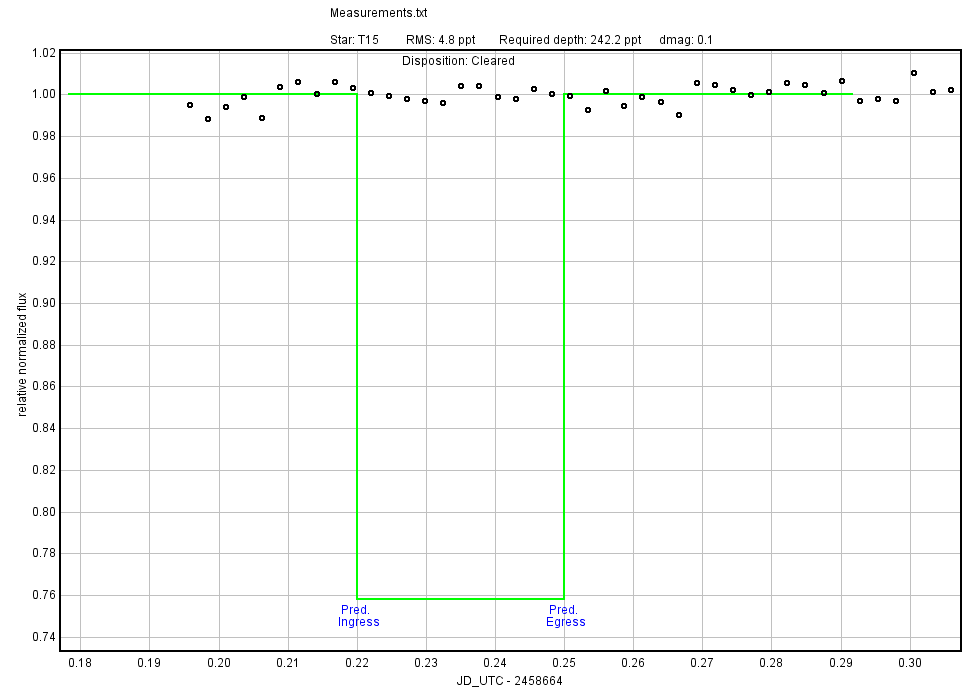 Measurements.txt
Star: T15 RMS: 4.8 ppt Required depth: 242.2 ppt dmag: 0.1
Disposition: Cleared
1.02
1.00
0.98
0.96
0.94
0.92
0.90
0.88
0.86
0.84
0.82
0.80
0.78
0.76
0.74
relative normalized flux
Pred.
Ingress
Pred.
Egress
0.18 0.19 0.20 0.21 0.22 0.23 0.24 0.25 0.26 0.27 0.28 0.29 0.30
JD_UTC - 2458664